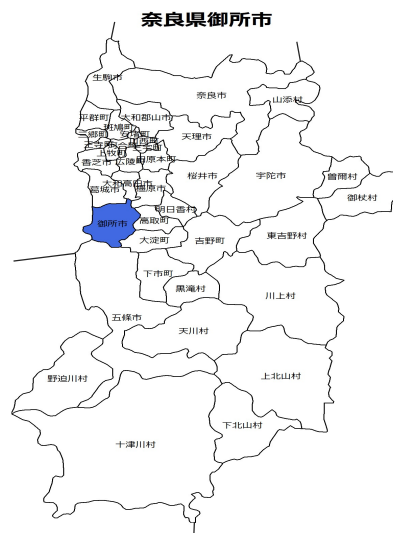 奈良県御所市
生駒市
奈良市
山添村
平群町
大和郡山市
斑鳩町
安堵町
三郷町
川西町
天理市
王寺町
河合町
三宅町
上牧町
田原本町
香芝市
広陵町
桜井市
宇陀市
曽爾村
大和高田市
葛城市
橿原市
御杖村
明日香村
御所市
高取町
大淀町
吉野町
東吉野村
下市町
黒滝村
川上村
五條市
天川村
野迫川村
上北山村
下北山村
十津川村